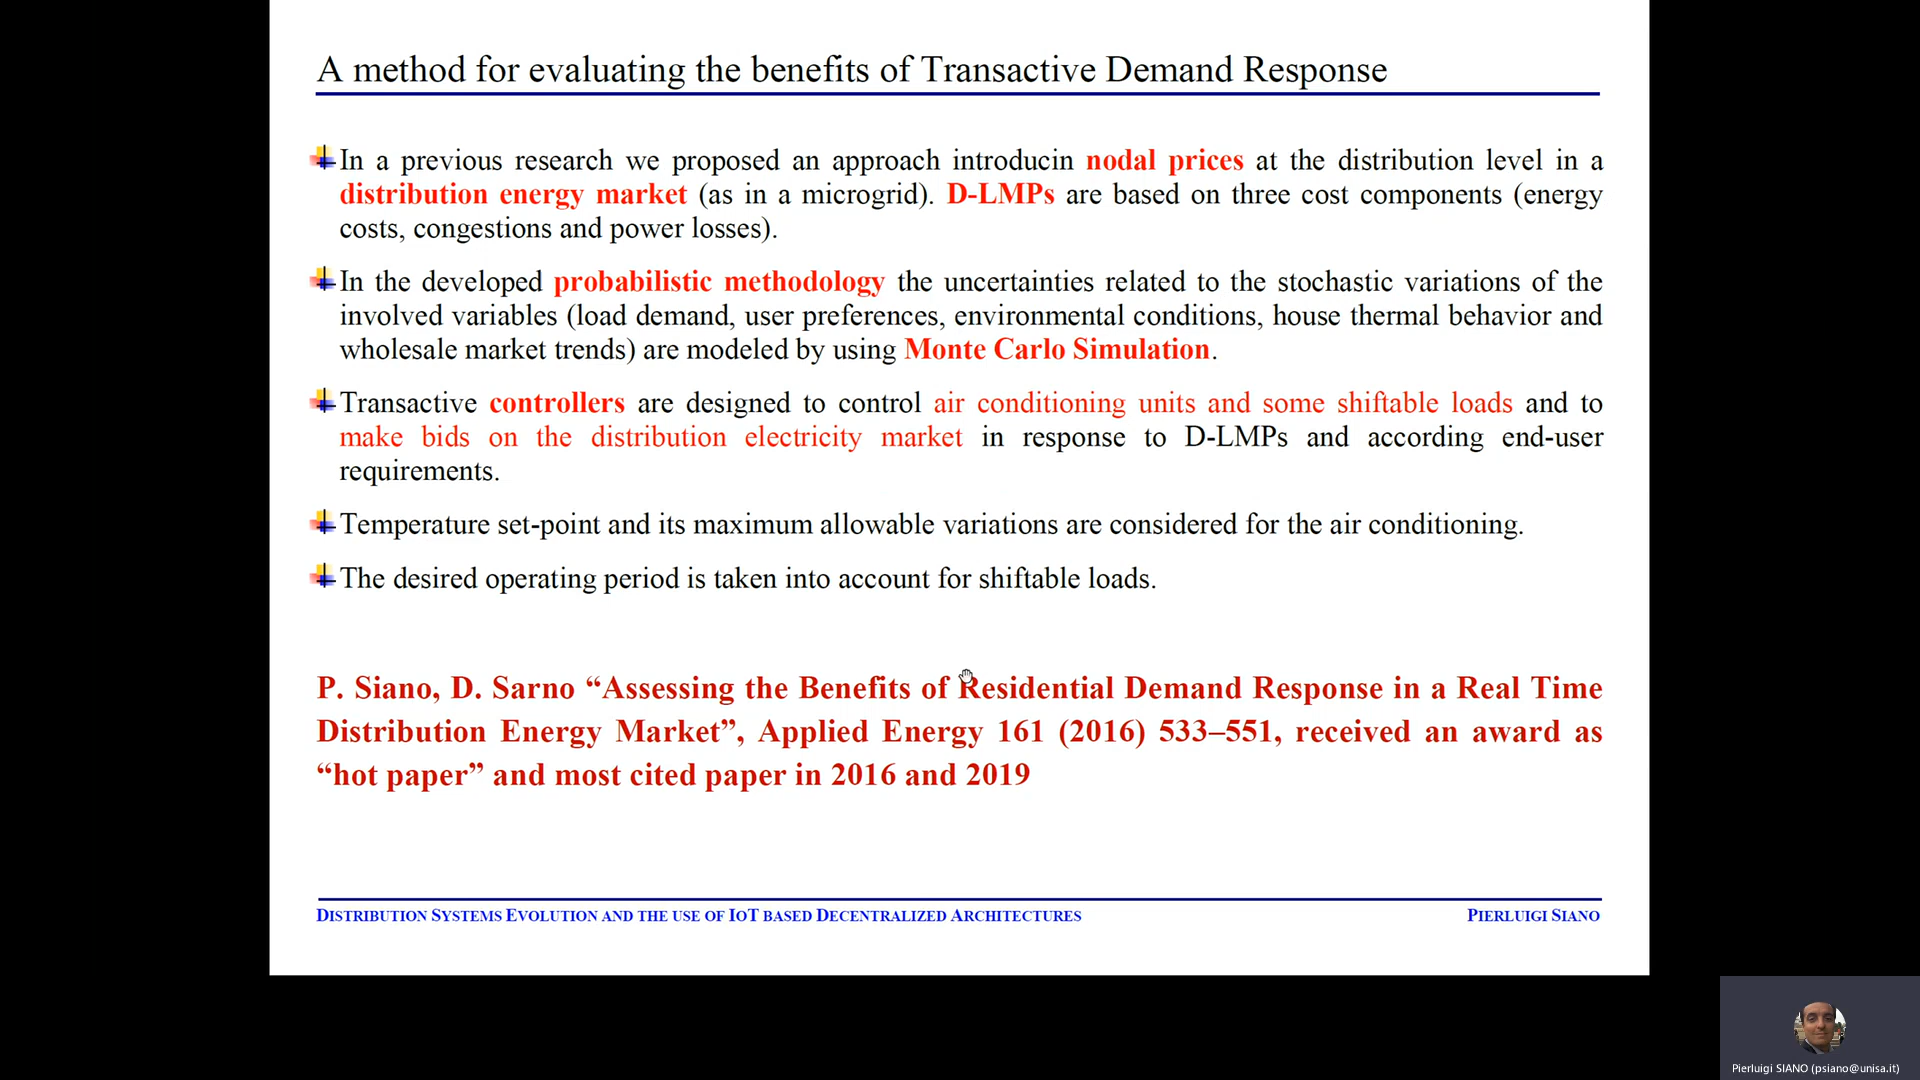 A method for evaluating the benefits of Transactive Demand Response
In a previous research we proposed an approach introducin nodal prices at the distribution level in a
distribution energy market (as in a microgrid). D-LMPs are based on three cost components (energy
costs, congestions and power losses).
In the developed probabilistic methodology the uncertainties related to the stochastic variations of the
involved variables (load demand, user preferences, environmental conditions, house thermal behavior and
wholesale market trends) are modeled by using Monte Carlo Simulation.
Transactive controllers are designed to control air conditioning units and some shiftable loads and to
make bids on the distribution electricity market in response to D-LMPs and according end-user
requirements.
Temperature set-point and its maximum allowable variations are considered for the air conditioning.
The desired operating period is taken into account for shiftable loads.
P. Siano, D. Sarno “Assessing the Benefits of Residential Demand Response in a Real Time
Distribution Energy Market”, Applied Energy 161 (2016) 533–551, received an award as
“hot paper” and most cited paper in 2016 and 2019
DISTRIBUTION SYSTEMS EVOLUTION AND THE USE OF IOT BASED DECENTRALIZED ARCHITECTURES
PIERLUIGI SIANO
Pierluigi SIANO (psiano@unisa.it)